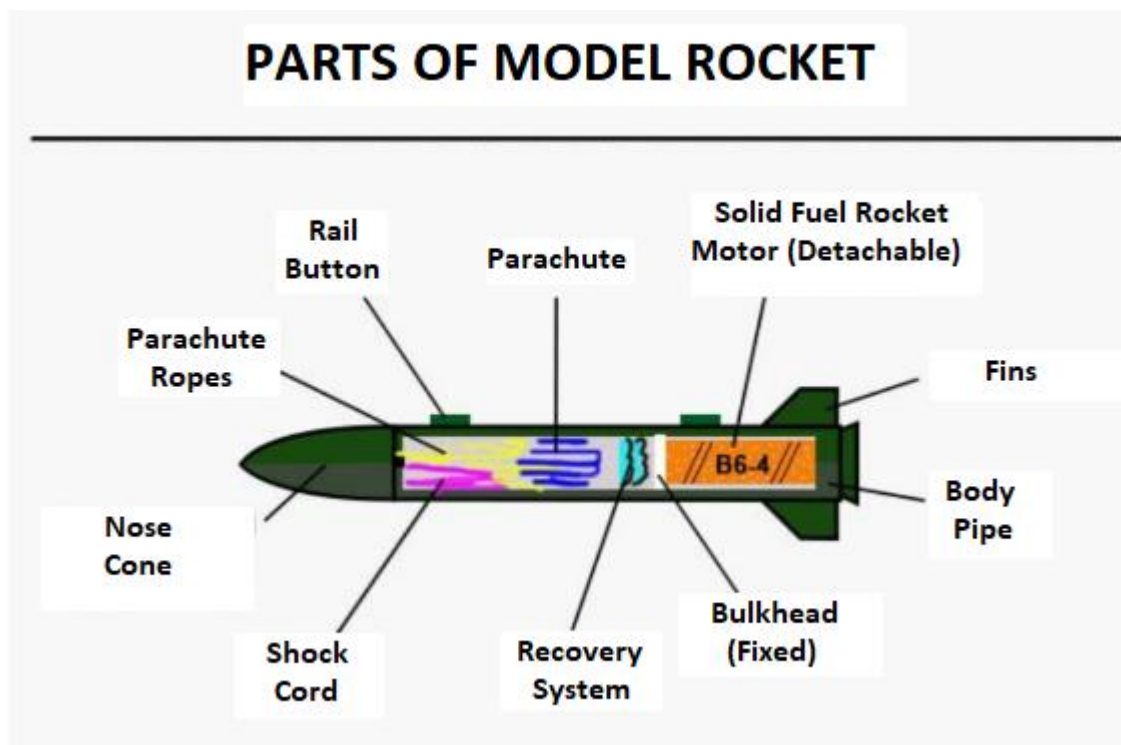 PARTS OF MODEL ROCKET
Rail
Button
Parachute
Solid Fuel Rocket
Motor (Detachable)
Parachute
Ropes
Fins
//B6-4//
Nose
Cone
Body
Pipe
Shock
Cord
Recovery
System
Bulkhead
(Fixed)